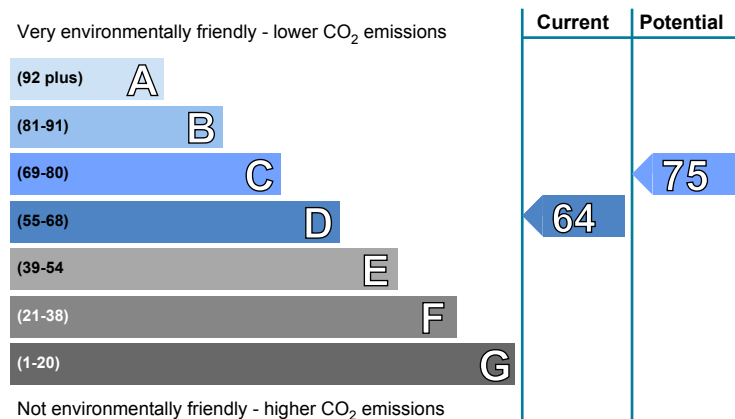 Current Potential
Very environmentally friendly - lower CO₂ emissions
(92 plus) A
(81-91) B
(69-80) C
75
(55-68) D
64
(39-54 E
(21-38) F
(1-20) G
Not environmentally friendly - higher CO₂ emissions